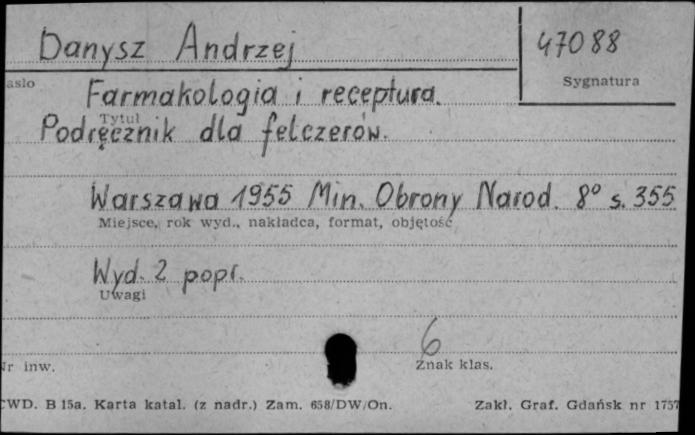 Danysz Andrzej
47088
asło
Sygnatura
Farmakologia i receptura.
Tytuł
Podręcznik dla felczerów.
Warszawa 1955 Min. Obrony Narod. 8° s. 355
Miejsce, rok wyd., nakładca, format, objętość
Wyd. 2 popr.
Uwagi
6
Nr inw.
Znak klas.
CWD. B 15a. Karta katal. (z nadr.) Zam. 658/DW/On.
Zakł. Graf. Gdańsk nr 1757